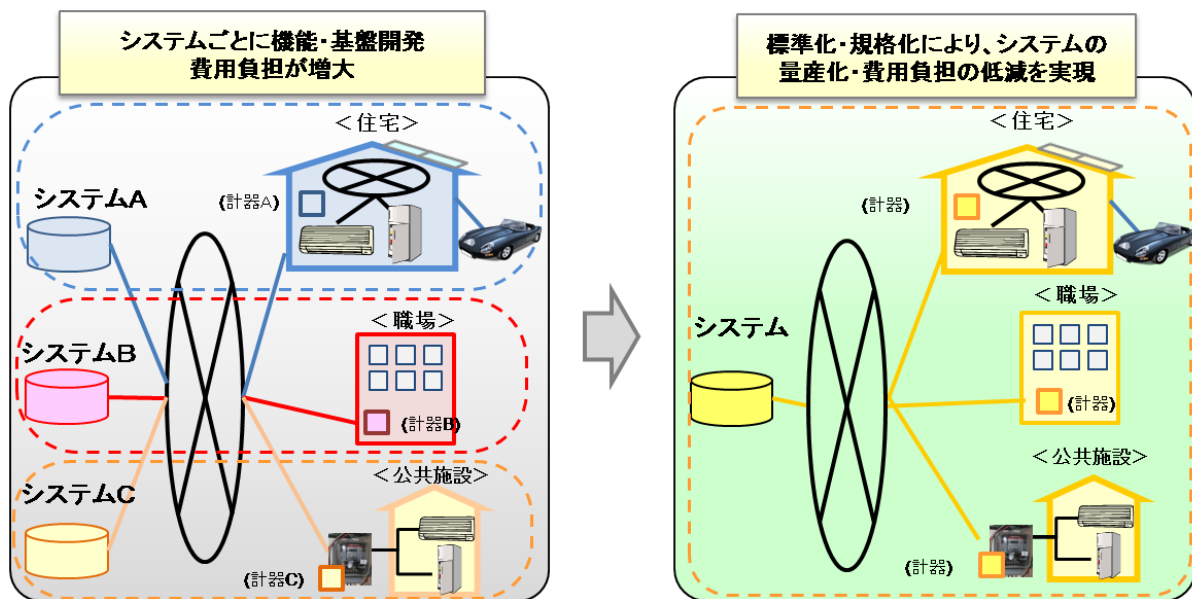 システムごとに機能・基盤開発
費用負担が増大
＜住宅＞
システムA
(計器A)
＜職場＞
システムB
(計器B)
＜公共施設＞
システムC
(計器C)
標準化・規格化により、システムの
量産化・費用負担の低減を実現
＜住宅＞
(計器)
＜職場＞
システム
(計器)
＜公共施設＞
(計器)